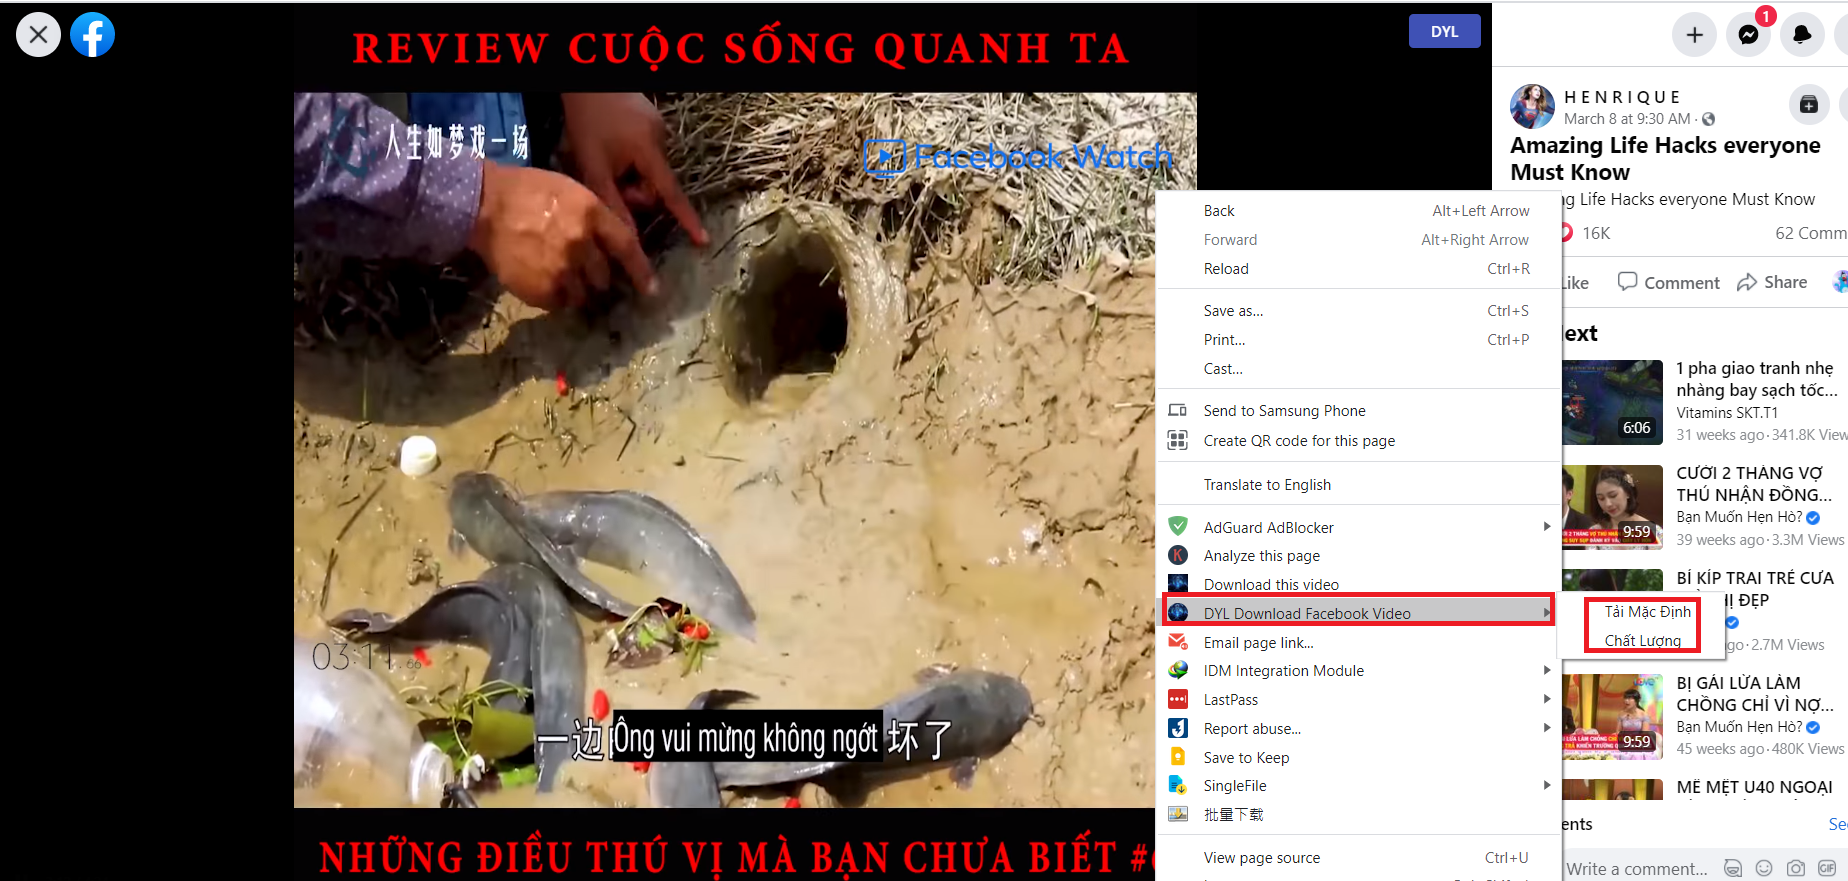 REVIEW CUỘC SỐNG QUANH TA
DYL
1
人生如梦戏一场
Facebook Watch
03:11.66
一边
Ông vui mừng không ngớt
坏了
NHỮNG ĐIỀU THÚ VỊ MÀ BẠN CHƯA BIẾT #
Back Alt+Left Arrow
Forward Alt+Right Arrow
Reload Ctrl+R
Save as... Ctrl+S
Print... Ctrl+P
Cast...
Send to Samsung Phone
Create QR code for this page
Translate to English
AdGuard AdBlocker
Analyze this page
Download this video
DYL Download Facebook Video
Tải Mặc Định
Chất Lượng
Email page link...
IDM Integration Module
LastPass
Report abuse...
Save to Keep
SingleFile
批量下载
View page source Ctrl+U
HENRIQUE
March 8 at 9:30 AM ·
Amazing Life Hacks everyone
Must Know
ng Life Hacks everyone Must Know
16K 62 Comm
Like Comment Share
ext
1 pha giao tranh nhẹ
nhàng bay sạch tốc...
Vitamins SKT.T1
31 weeks ago · 341.8K View
6:06
CƯỚI 2 THÁNG VỢ
THÚ NHẬN ĐỒNG...
Bạn Muốn Hẹn Hò?
39 weeks ago · 3.3M Views
9:59
BÍ KÍP TRAI TRẺ CƯA
HỊ ĐẸP
go · 2.7M Views
BỊ GÁI LỪA LÀM
CHỒNG CHỈ VÌ NỢ...
Bạn Muốn Hẹn Hò?
45 weeks ago · 480K Views
9:59
MÊ MỆT U40 NGOẠI
ents See
Write a comment...
GIF